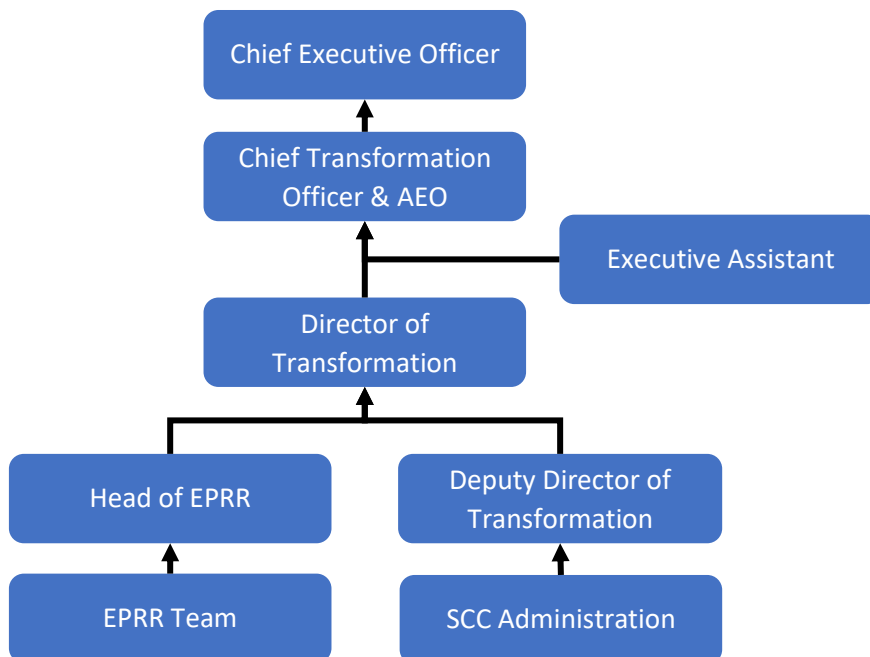 Chief Executive Officer
Chief Transformation
Officer & AEO
Executive Assistant
Director of
Transformation
Head of EPRR
Deputy Director of
Transformation
EPRR Team
SCC Administration